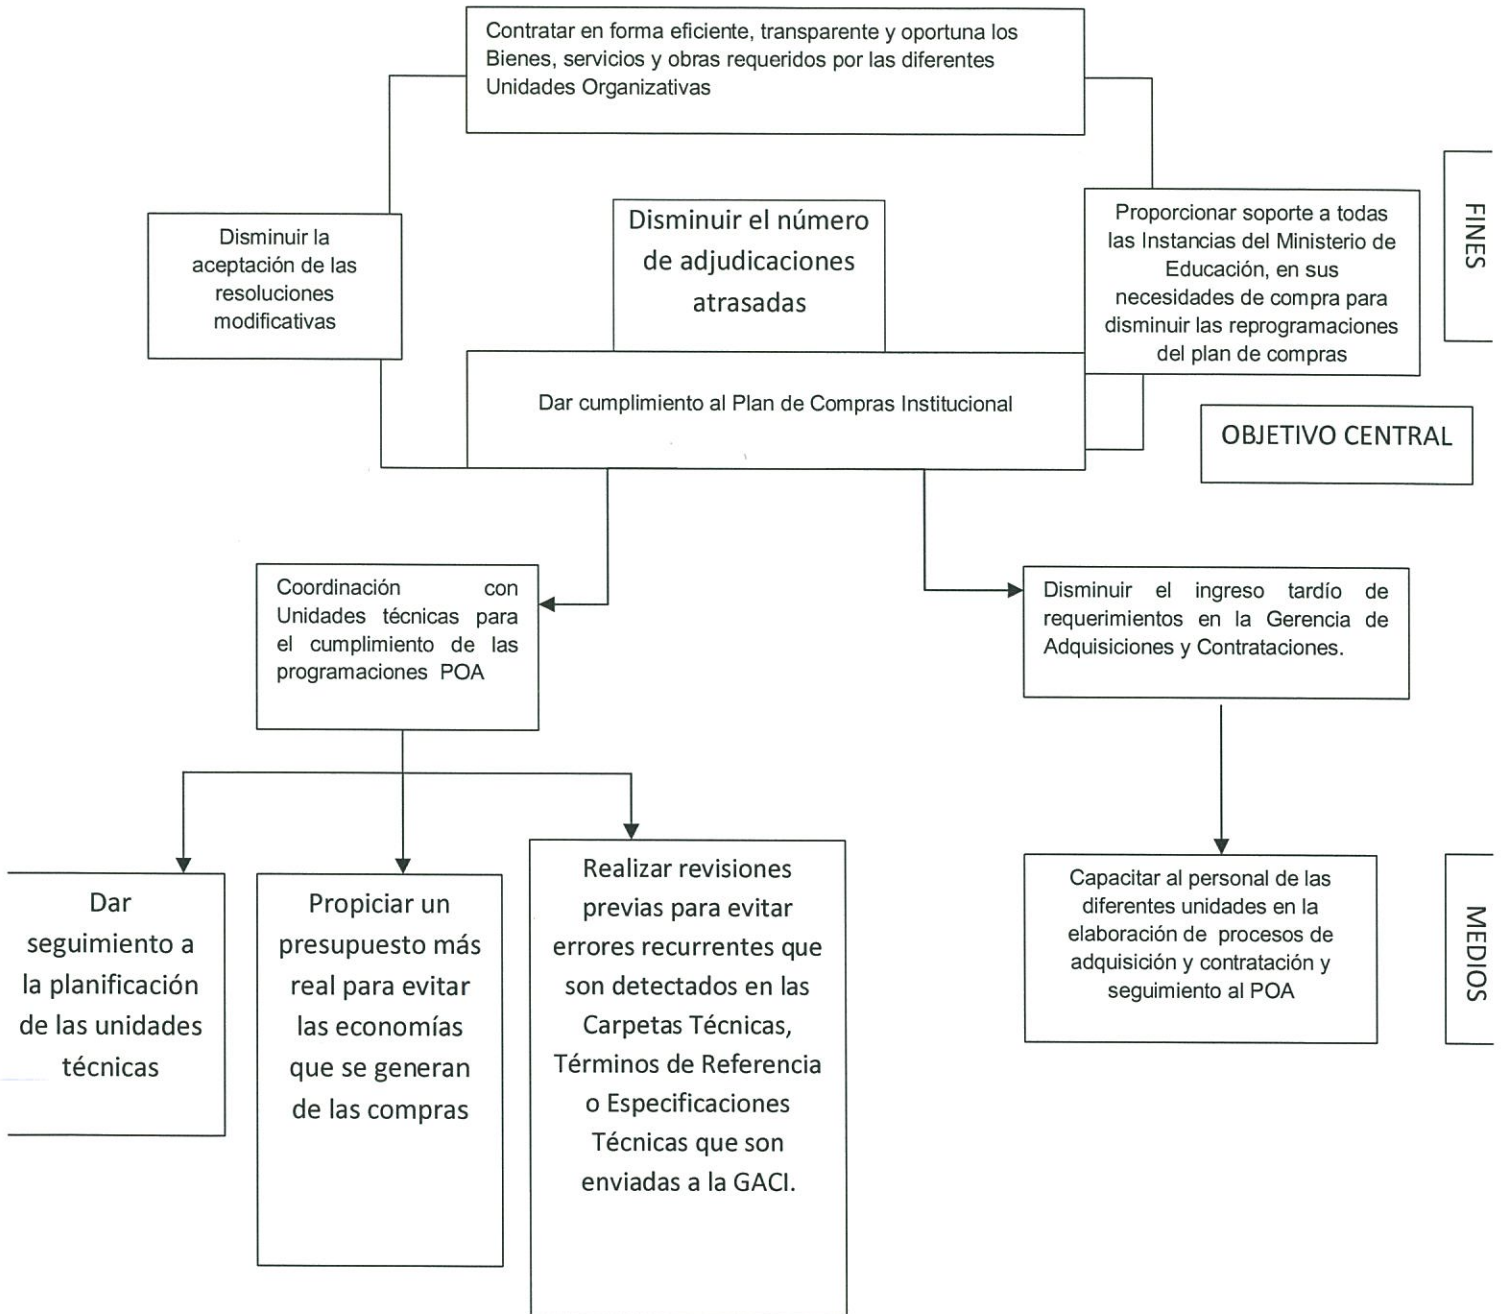 Contratar en forma eficiente, transparente y oportuna los
Bienes, servicios y obras requeridos por las diferentes
Unidades Organizativas
Disminuir la
aceptación de las
resoluciones
modificativas
Disminuir el número
de adjudicaciones
atrasadas
Proporcionar soporte a todas
las Instancias del Ministerio de
Educación, en sus
necesidades de compra para
disminuir las reprogramaciones
del plan de compras
FINES
Dar cumplimiento al Plan de Compras Institucional
OBJETIVO CENTRAL
Coordinación con
Unidades técnicas para
el cumplimiento de las
programaciones POA
Disminuir el ingreso tardío de
requerimientos en la Gerencia de
Adquisiciones y Contrataciones.
Dar
seguimiento a
la planificación
de las unidades
técnicas
Propiciar un
presupuesto más
real para evitar
las economías
que se generan
de las compras
Realizar revisiones
previas para evitar
errores recurrentes que
son detectados en las
Carpetas Técnicas,
Términos de Referencia
o Especificaciones
Técnicas que son
enviadas a la GACI.
Capacitar al personal de las
diferentes unidades en la
elaboración de procesos de
adquisición y contratación y
seguimiento al POA
MEDIOS